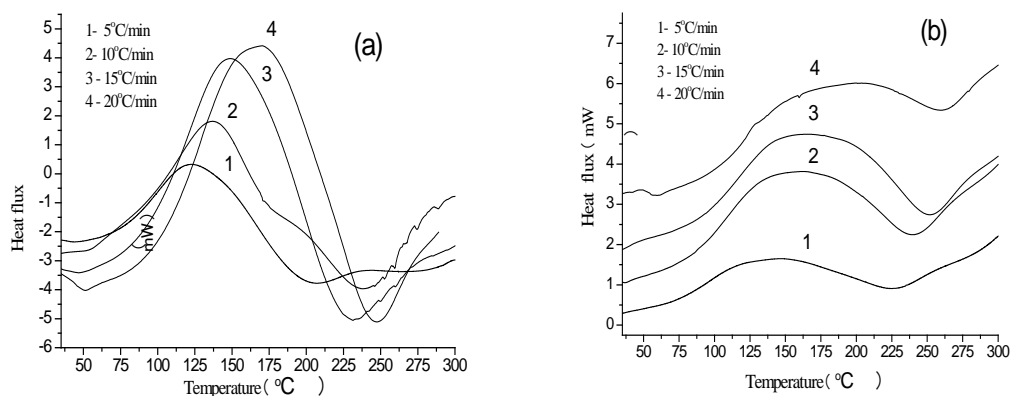 1- 5°C/min
2- 10°C/min
3 - 15°C/min
4 - 20°C/min
(a)
4
3
2
1
5
4
3
2
1
0
-1
-2
-3
-4
-5
-6
Heat flux
(mW)
50 75 100 125 150 175 200 225 250 275 300
Temperature( °C )
1- 5°C/min
2- 10°C/min
3 - 15°C/min
4 - 20°C/min
(b)
4
3
2
1
7
6
5
4
3
2
1
0
Heat flux ( mW
)
50 75 100 125 150 175 200 225 250 275 300
Temperature( °C )